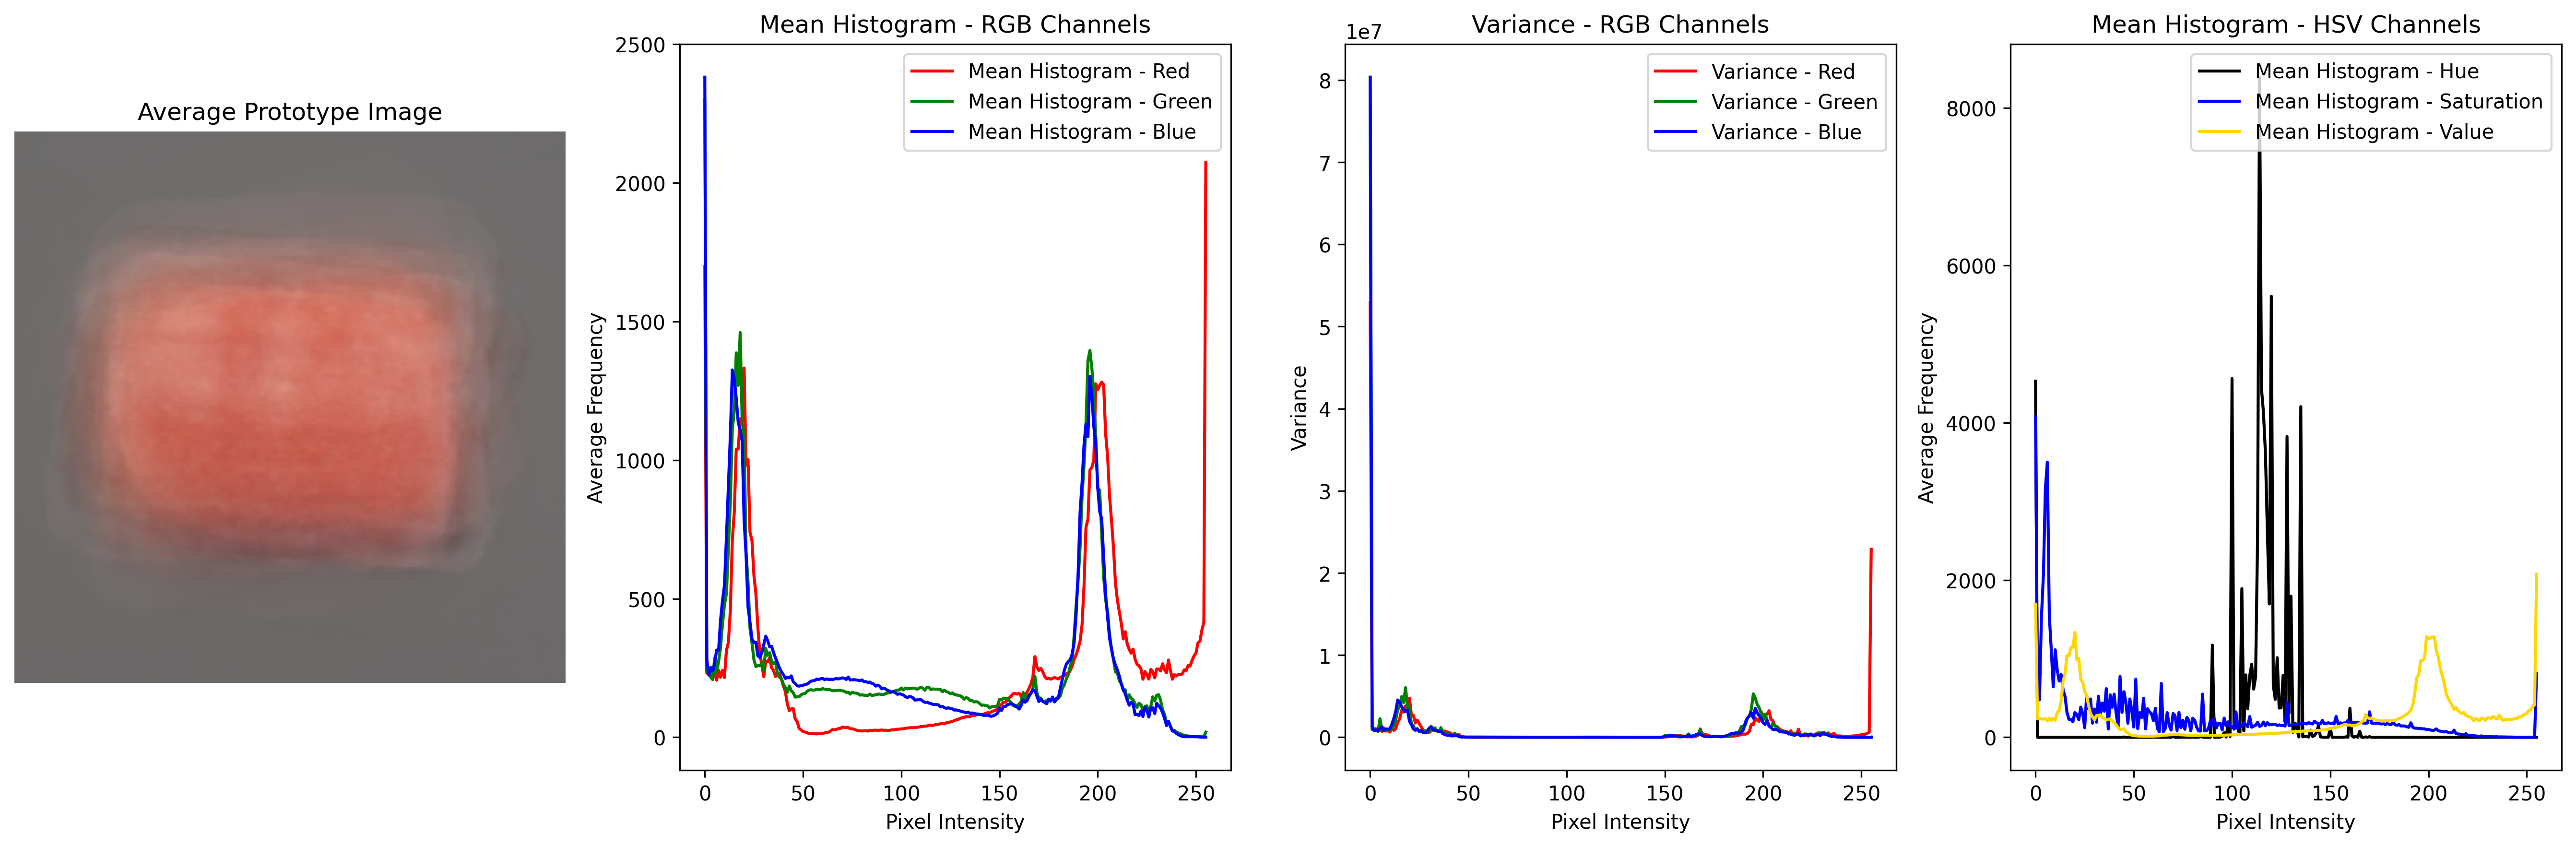 Average Prototype Image
Mean Histogram - RGB Channels
2500
2000
1500
1000
500
0
Average Frequency
0 50 100 150 200 250
Pixel Intensity
Mean Histogram - Red
Mean Histogram - Green
Mean Histogram - Blue
Variance - RGB Channels
1e7
8
7
6
5
4
3
2
1
0
Variance
0 50 100 150 200 250
Pixel Intensity
Variance - Red
Variance - Green
Variance - Blue
Mean Histogram - HSV Channels
8000
6000
4000
2000
0
Average Frequency
0 50 100 150 200 250
Pixel Intensity
Mean Histogram - Hue
Mean Histogram - Saturation
Mean Histogram - Value